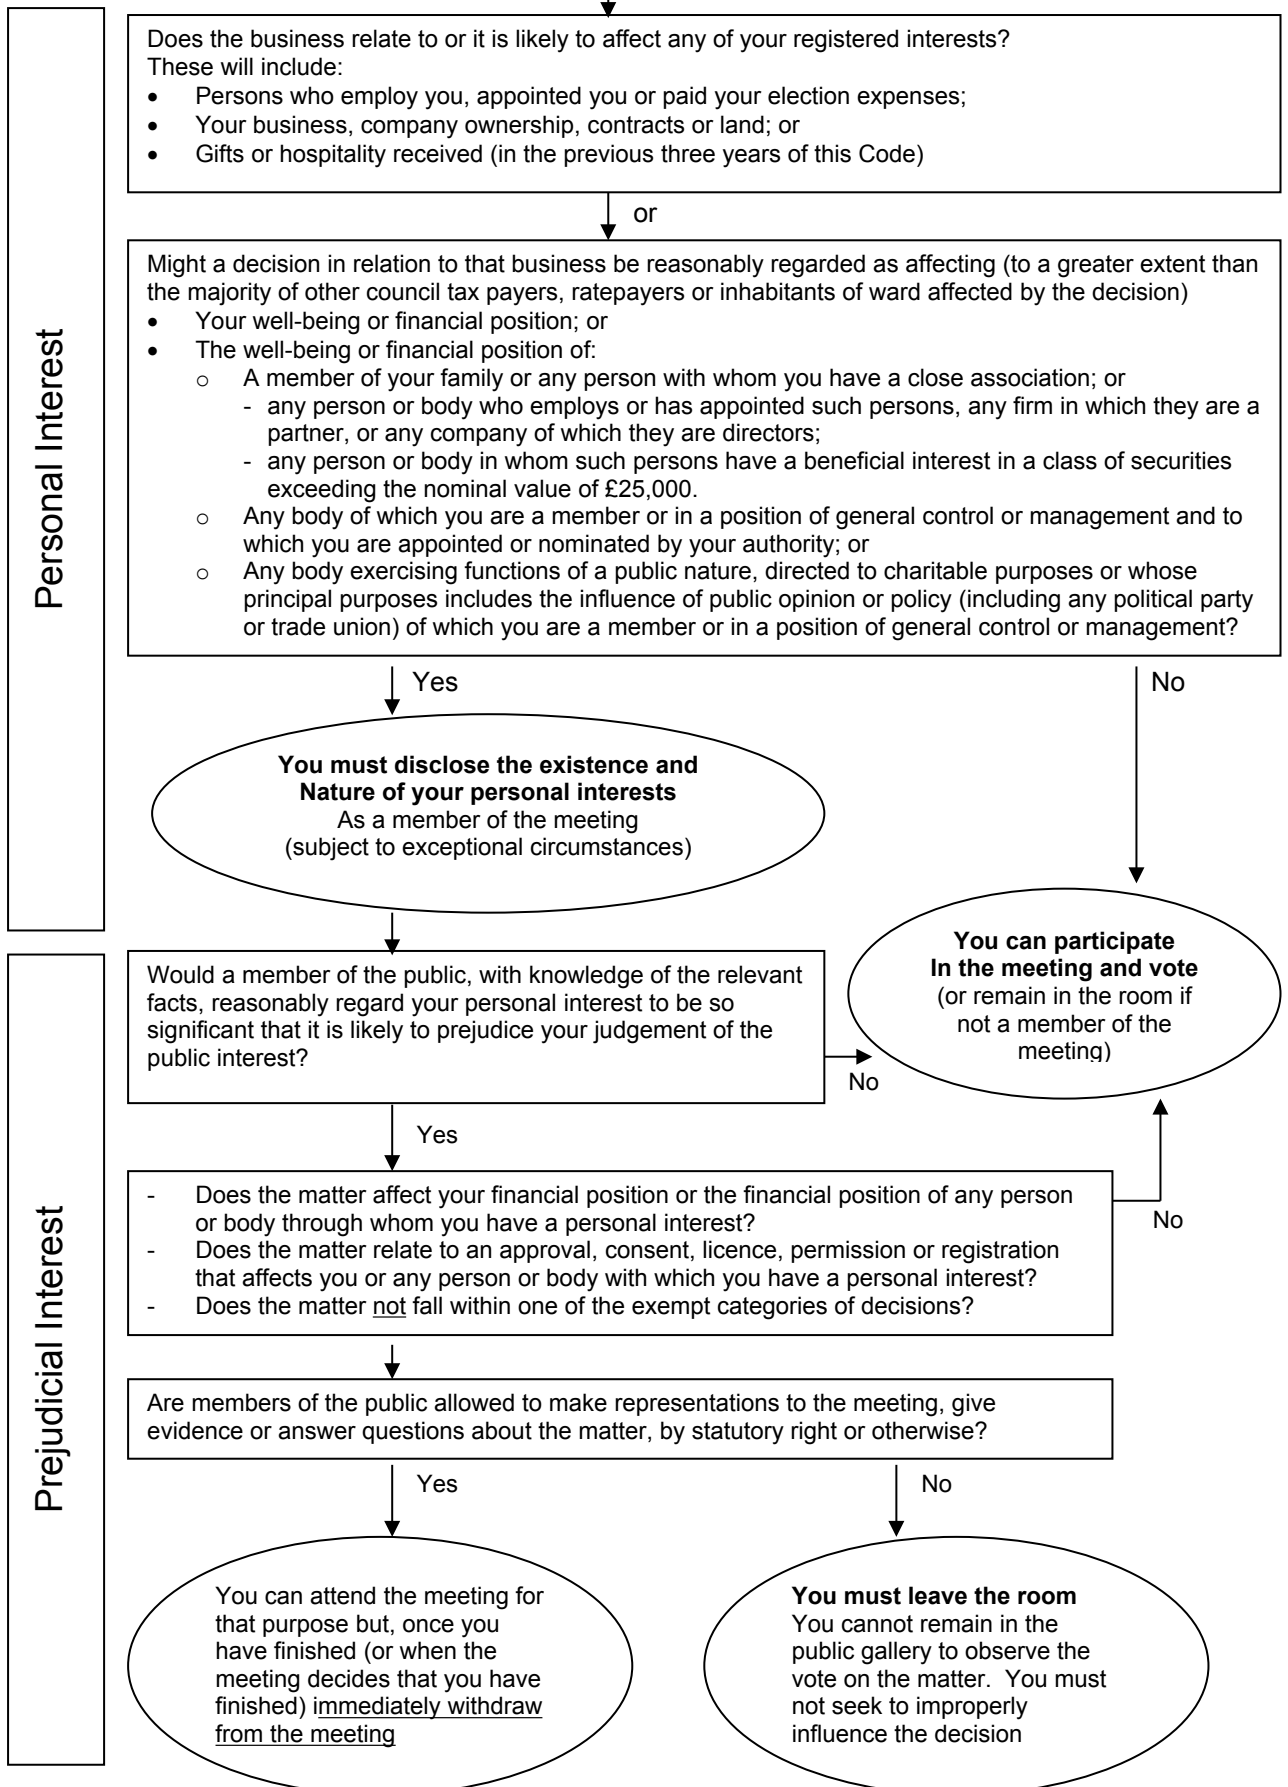 Does the business relate to or it is likely to affect any of your registered interests?
These will include:
• Persons who employ you, appointed you or paid your election expenses;
• Your business, company ownership, contracts or land; or
• Gifts or hospitality received (in the previous three years of this Code)
or
Might a decision in relation to that business be reasonably regarded as affecting (to a greater extent than
the majority of other council tax payers, ratepayers or inhabitants of ward affected by the decision)
• Your well-being or financial position; or
• The well-being or financial position of:
o A member of your family or any person with whom you have a close association; or
- any person or body who employs or has appointed such persons, any firm in which they are a
partner, or any company of which they are directors;
- any person or body in whom such persons have a beneficial interest in a class of securities
exceeding the nominal value of £25,000.
o Any body of which you are a member or in a position of general control or management and to
which you are appointed or nominated by your authority; or
o Any body exercising functions of a public nature, directed to charitable purposes or whose
principal purposes includes the influence of public opinion or policy (including any political party
or trade union) of which you are a member or in a position of general control or management?
Personal Interest
Yes
No
You must disclose the existence and
Nature of your personal interests
As a member of the meeting
(subject to exceptional circumstances)
You can participate
In the meeting and vote
(or remain in the room if
not a member of the
meeting)
Would a member of the public, with knowledge of the relevant
facts, reasonably regard your personal interest to be so
significant that it is likely to prejudice your judgement of the
public interest?
No
Yes
- Does the matter affect your financial position or the financial position of any person
or body through whom you have a personal interest?
- Does the matter relate to an approval, consent, licence, permission or registration
that affects you or any person or body with which you have a personal interest?
- Does the matter not fall within one of the exempt categories of decisions?
No
Prejudicial Interest
Are members of the public allowed to make representations to the meeting, give
evidence or answer questions about the matter, by statutory right or otherwise?
Yes
No
You can attend the meeting for
that purpose but, once you
have finished (or when the
meeting decides that you have
finished) immediately withdraw
from the meeting
You must leave the room
You cannot remain in the
public gallery to observe the
vote on the matter. You must
not seek to improperly
influence the decision